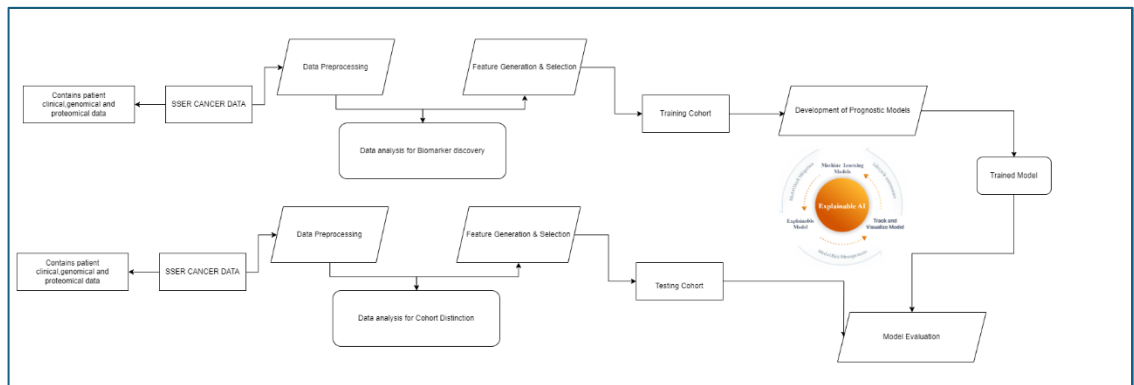 Data Preprocessing
Feature Generation & Selection
Contains patient
clinical,genomical and
proteomical data
SSER CANCER DATA
Training Cohort
Development of Prognostic Models
Data analysis for Biomarker discovery
Machine Learning
Models
Trained Model
Explainable AI
Explainable
Model
Track and
Visualize Model
Data Preprocessing
Feature Generation & Selection
Contains patient
clinical,genomical and
proteomical data
SSER CANCER DATA
Testing Cohort
Data analysis for Cohort Distinction
Model Evaluation